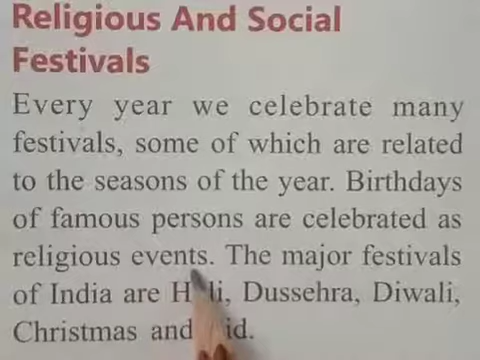 Religious And Social
Festivals
Every year we celebrate many
festivals, some of which are related
to the seasons of the year. Birthdays
of famous persons are celebrated as
religious events. The major festivals
of India are Holi, Dussehra, Diwali,
Christmas and Eid.